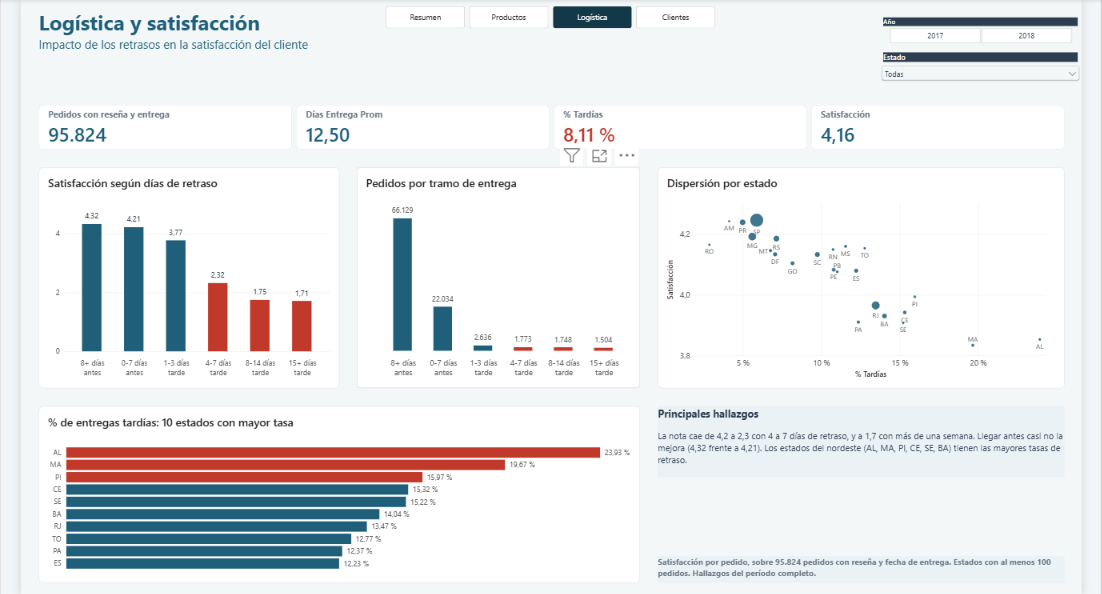 Logística y satisfacción
Impacto de los retrasos en la satisfacción del cliente
Resumen
Productos
Logística
Clientes
Año
2017
2018
Estado
Todas
Pedidos con reseña y entrega
95.824
Días Entrega Prom
12,50
% Tardías
8,11 %
Satisfacción
4,16
Satisfacción según días de retraso
4
2
0
4,32
4,21
3,77
2,32
1,75
1,71
8+ días
antes
0-7 días
antes
1-3 días
tarde
4-7 días
tarde
8-14 días
tarde
15+ días
tarde
Pedidos por tramo de entrega
66.129
22.034
2.636
1.773
1.748
1.504
8+ días
antes
0-7 días
antes
1-3 días
tarde
4-7 días
tarde
8-14 días
tarde
15+ días
tarde
Dispersión por estado
Satisfacción
4,2
4,0
3,8
RO
AM
PR
SP
MG
MT
RS
DF
GO
SC
RN
MS
TO
PB
PE
ES
PI
RJ
BA
CE
SE
PA
MA
AL
5 %
10 %
15 %
20 %
% Tardías
% de entregas tardías: 10 estados con mayor tasa
AL 23,93 %
MA 19,67 %
PI 15,97 %
CE 15,32 %
SE 15,22 %
BA 14,04 %
RJ 13,47 %
TO 12,77 %
PA 12,37 %
ES 12,23 %
Principales hallazgos
La nota cae de 4,2 a 2,3 con 4 a 7 días de retraso, y a 1,7 con más de una semana. Llegar antes casi no la
mejora (4,32 frente a 4,21). Los estados del nordeste (AL, MA, PI, CE, SE, BA) tienen las mayores tasas de
retraso.
Satisfacción por pedido, sobre 95.824 pedidos con reseña y fecha de entrega. Estados con al menos 100
pedidos. Hallazgos del período completo.